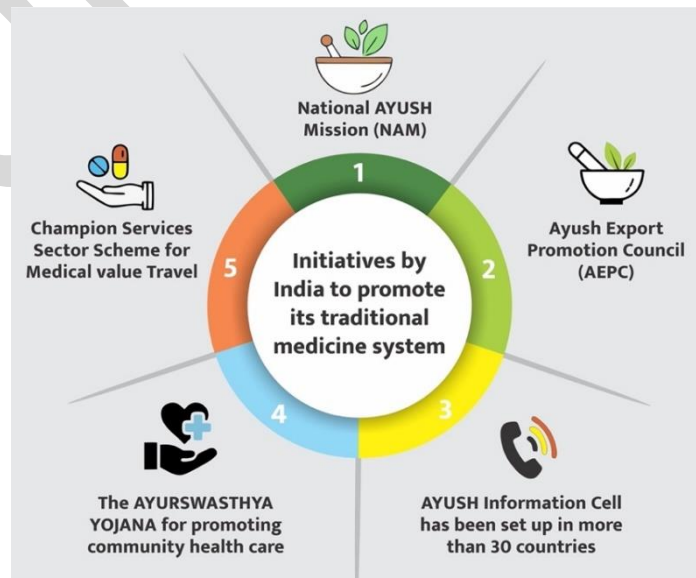 National AYUSH
Mission (NAM)
1
Ayush Export
Promotion Council
(AEPC)
2
AYUSH Information Cell
has been set up in more
than 30 countries
3
The AYURSWASTHYA
YOJANA for promoting
community health care
4
Champion Services
Sector Scheme for
Medical value Travel
5
Initiatives by
India to promote
its traditional
medicine system